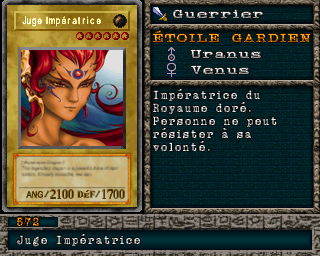 Juge Impératrice
Guerrier
ÉTOILE GARDIEN
Uranus
Venus
Impératrice du
Royaume doré.
Personne ne peut
résister à sa
volonté.
ANG/2100 DÉF/1700
572
Juge Impératrice